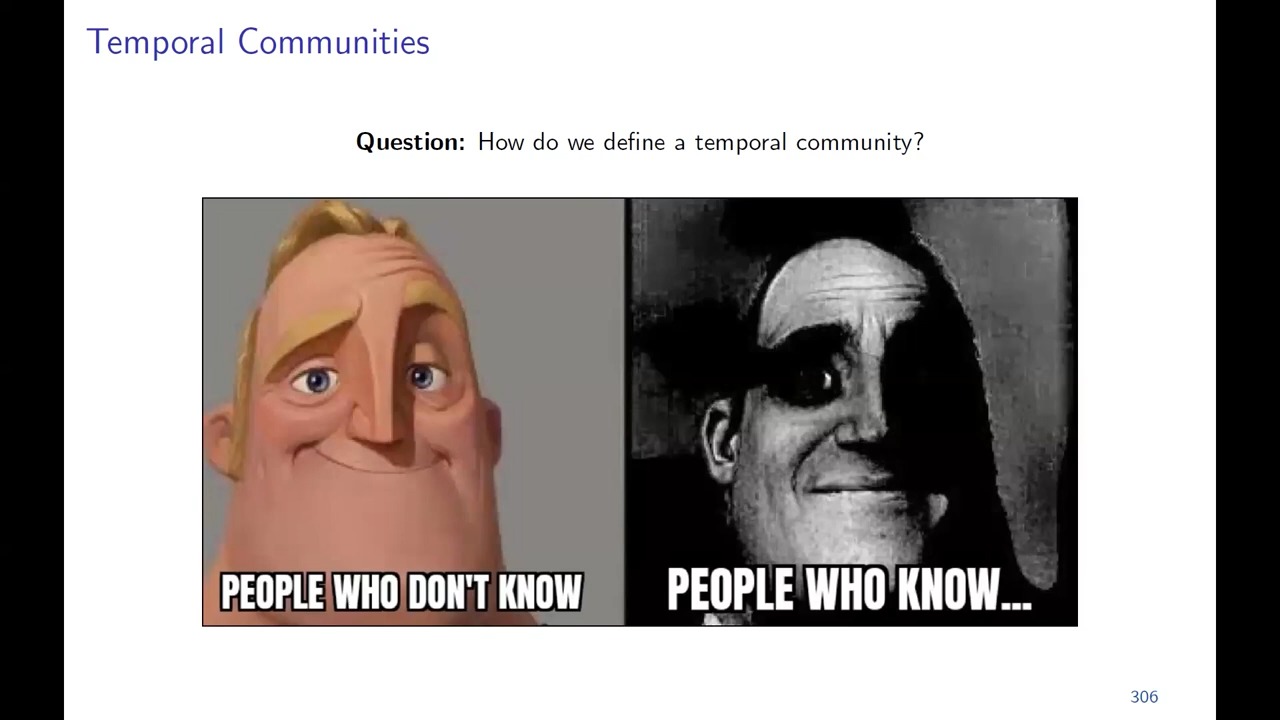 Temporal Communities
Question: How do we define a temporal community?
PEOPLE WHO DON'T KNOW
PEOPLE WHO KNOW...
306